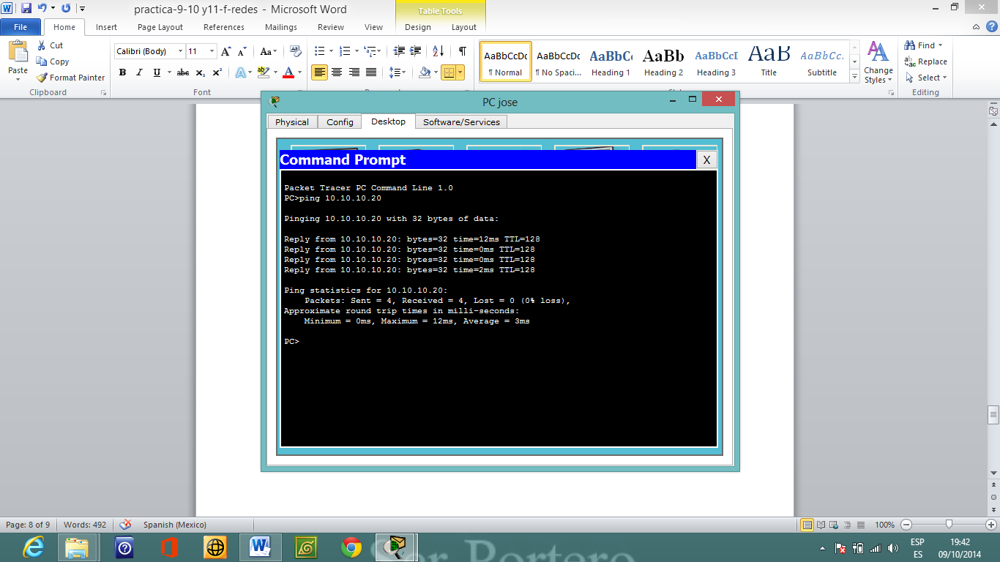 practica-9-10 y11-f-redes - Microsoft Word
Table Tools
File Home Insert Page Layout References Mailings Review View Design Layout
Paste
Cut
Copy
Format Painter
Clipboard
Calibri (Body) 11
Font
AaBbCcDc AaBbCcDc AaBbC AaBb AaBbCcI AaB AaBbCc.
¶ Normal ¶ No Spaci... Heading 1 Heading 2 Heading 3 Title Subtitle
Change Styles
Find
Replace
Select
Editing
PC jose
Physical Config Desktop Software/Services
Command Prompt X
Packet Tracer PC Command Line 1.0
PC>ping 10.10.10.20
Pinging 10.10.10.20 with 32 bytes of data:
Reply from 10.10.10.20: bytes=32 time=12ms TTL=128
Reply from 10.10.10.20: bytes=32 time=0ms TTL=128
Reply from 10.10.10.20: bytes=32 time=0ms TTL=128
Reply from 10.10.10.20: bytes=32 time=2ms TTL=128
Ping statistics for 10.10.10.20:
Packets: Sent = 4, Received = 4, Lost = 0 (0% loss),
Approximate round trip times in milli-seconds:
Minimum = 0ms, Maximum = 12ms, Average = 3ms
PC>
Page: 8 of 9 Words: 492 Spanish (Mexico) 100%
Ser Portero
ESP 19:42
ES 09/10/2014